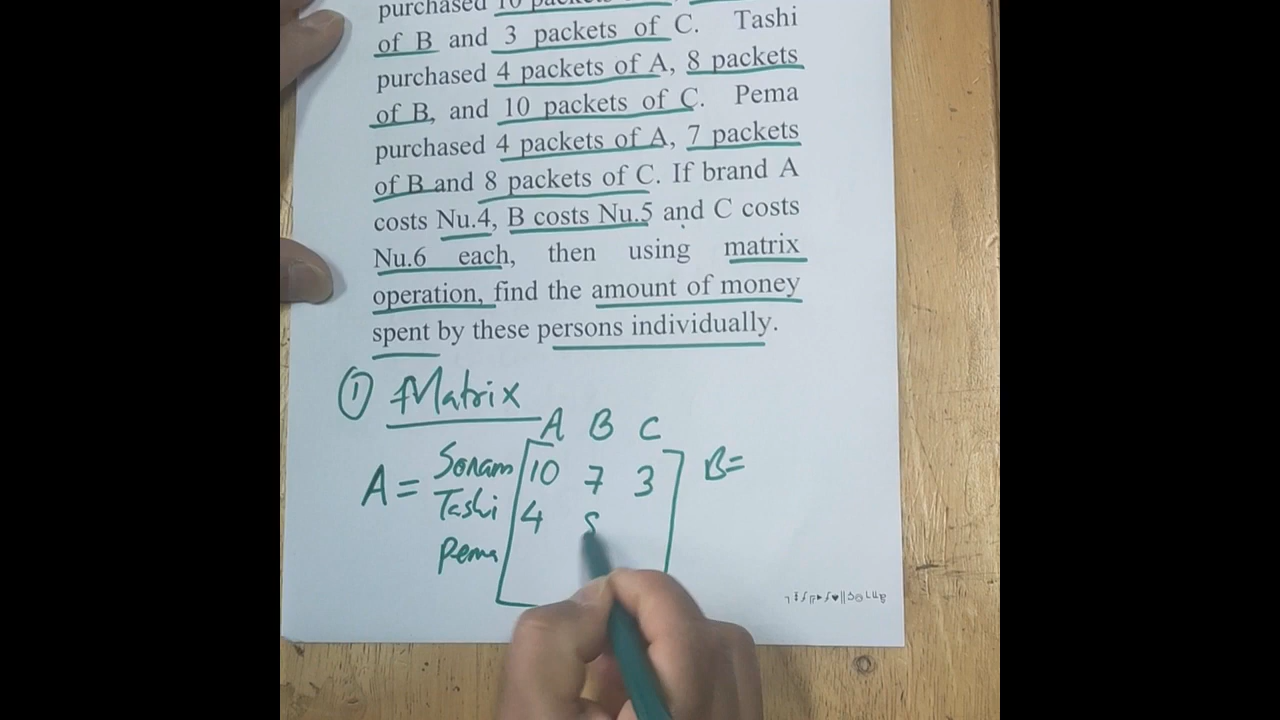 purchased 10 packets
of B and 3 packets of C. Tashi
purchased 4 packets of A, 8 packets
of B, and 10 packets of C. Pema
purchased 4 packets of A, 7 packets
of B and 8 packets of C. If brand A
costs Nu.4, B costs Nu.5 and C costs
Nu.6 each, then using matrix
operation, find the amount of money
spent by these persons individually.
① Matrix
A B C
A = Sonam 10 7 3 B=
Tashi 4 8
Pema